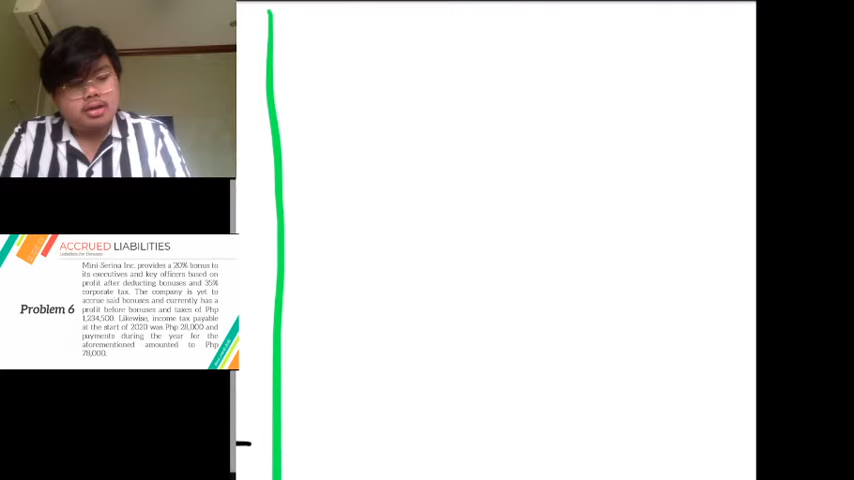 ACCRUED LIABILITIES
Liabilities for Bonuses
Mini-Serina Inc. provides a 20% bonus to
its executives and key officers based on
profit after deducting bonuses and 35%
corporate tax. The company is yet to
accrue said bonuses and currently has a
profit before bonuses and taxes of Php
1,234,500. Likewise, income tax payable
at the start of 2020 was Php 28,000 and
payments during the year for the
aforementioned amounted to Php
78,000.
Problem 6